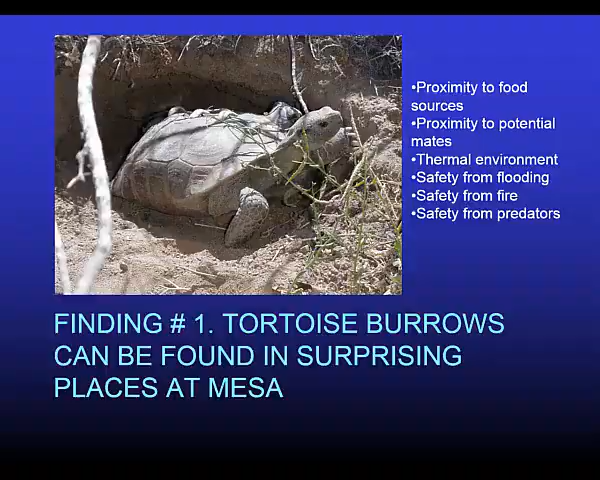 •Proximity to food
sources
•Proximity to potential
mates
•Thermal environment
•Safety from flooding
•Safety from fire
•Safety from predators
FINDING # 1. TORTOISE BURROWS
CAN BE FOUND IN SURPRISING
PLACES AT MESA